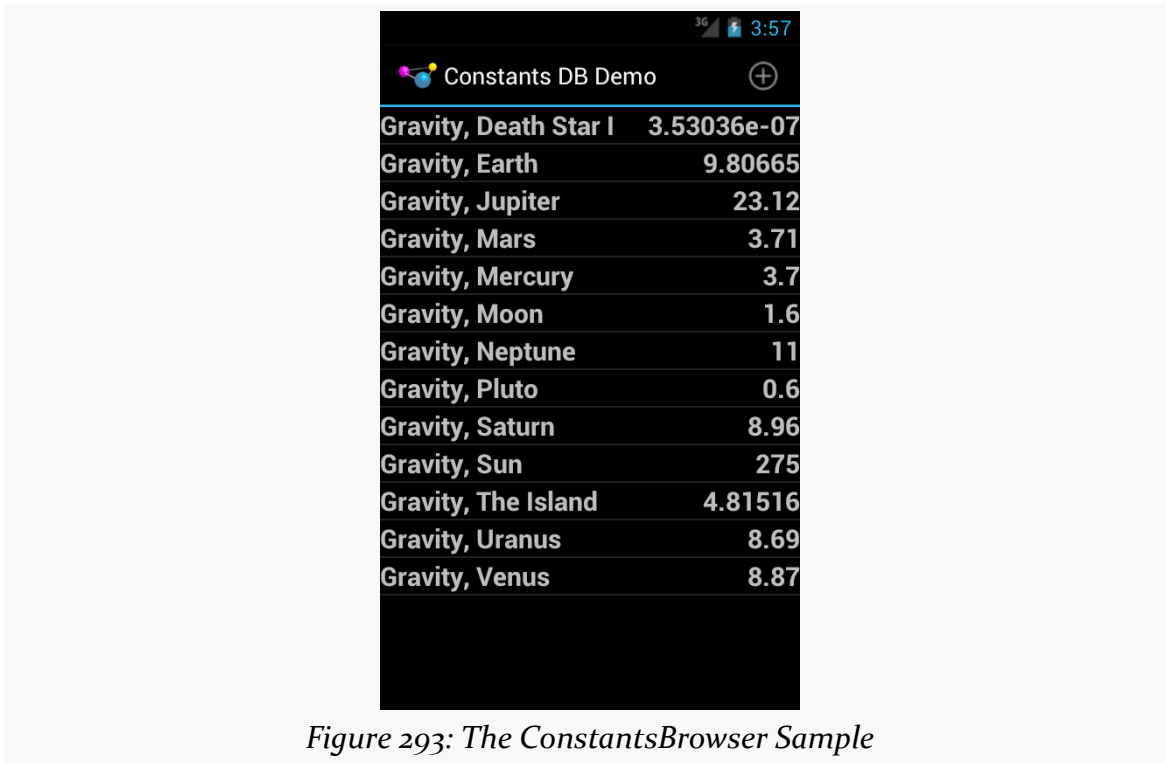 3G 3:57
Constants DB Demo
Gravity, Death Star I 3.53036e-07
Gravity, Earth 9.80665
Gravity, Jupiter 23.12
Gravity, Mars 3.71
Gravity, Mercury 3.7
Gravity, Moon 1.6
Gravity, Neptune 11
Gravity, Pluto 0.6
Gravity, Saturn 8.96
Gravity, Sun 275
Gravity, The Island 4.81516
Gravity, Uranus 8.69
Gravity, Venus 8.87
Figure 293: The ConstantsBrowser Sample